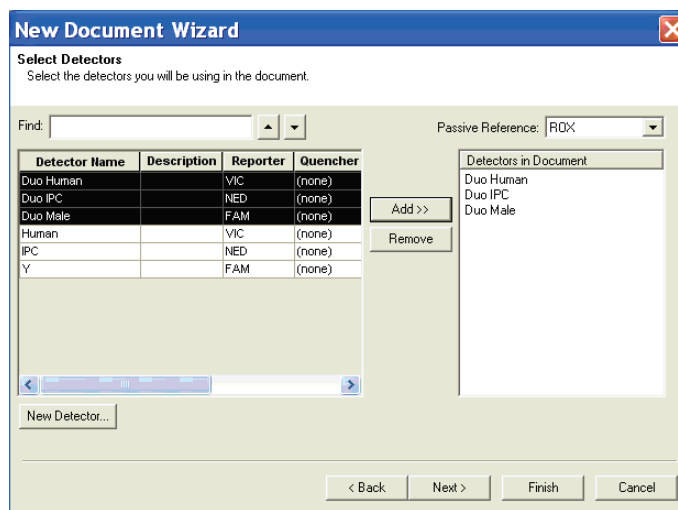 New Document Wizard
Select Detectors
Select the detectors you will be using in the document.
Find:
Passive Reference: ROX
Detector Name Description Reporter Quencher
Duo Human VIC (none)
Duo IPC NED (none)
Duo Male FAM (none)
Human VIC (none)
IPC NED (none)
Y FAM (none)
Add >>
Remove
Detectors in Document
Duo Human
Duo IPC
Duo Male
New Detector...
< Back Next > Finish Cancel